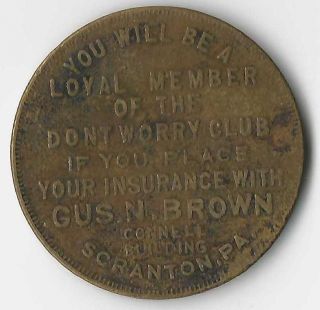 YOU WILL BE A
LOYAL MEMBER
OF THE
DONT WORRY CLUB
IF YOU PLACE
YOUR INSURANCE WITH
GUS. N. BROWN
CONNELL
BUILDING
SCRANTON, PA.